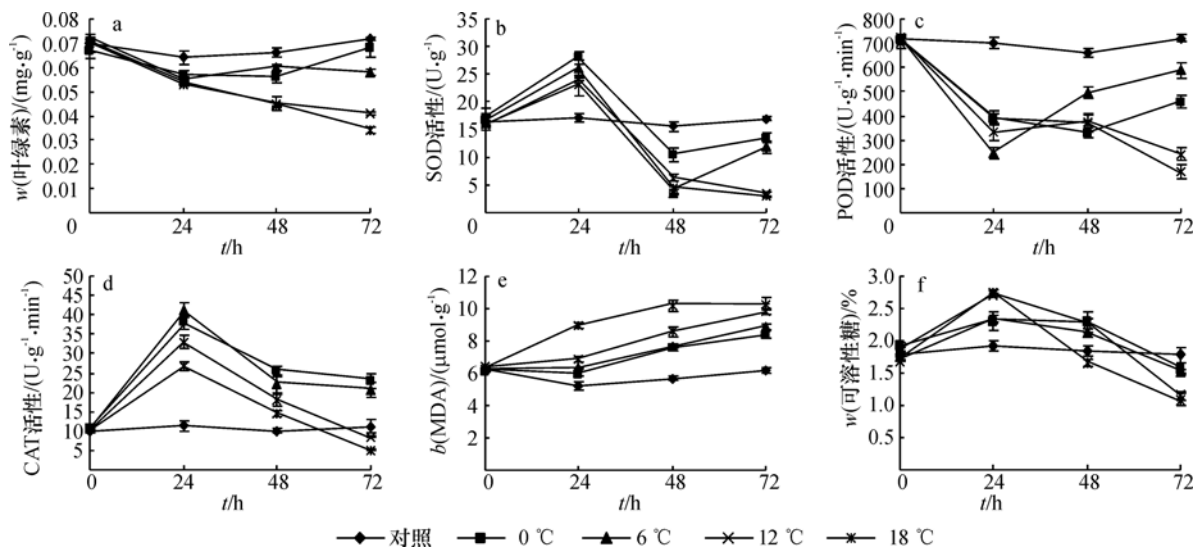 a
w(叶绿素)/(mg·g⁻¹)
0.08
0.07
0.06
0.05
0.04
0.03
0.02
0.01
0
0 24 48 72
t/h
b
SOD活性/(U·g⁻¹)
35
30
25
20
15
10
5
0
0 24 48 72
t/h
c
POD活性/(U·g⁻¹·min⁻¹)
800
700
600
500
400
300
200
100
0 24 48 72
t/h
d
CAT活性/(U·g⁻¹·min⁻¹)
50
45
40
35
30
25
20
15
10
5
0 24 48 72
t/h
e
b(MDA)/(μmol·g⁻¹)
12
10
8
6
4
2
0 24 48 72
t/h
f
w(可溶性糖)/%
3.0
2.5
2.0
1.5
1.0
0.5
0 24 48 72
t/h
对照 0 ℃ 6 ℃ 12 ℃ 18 ℃